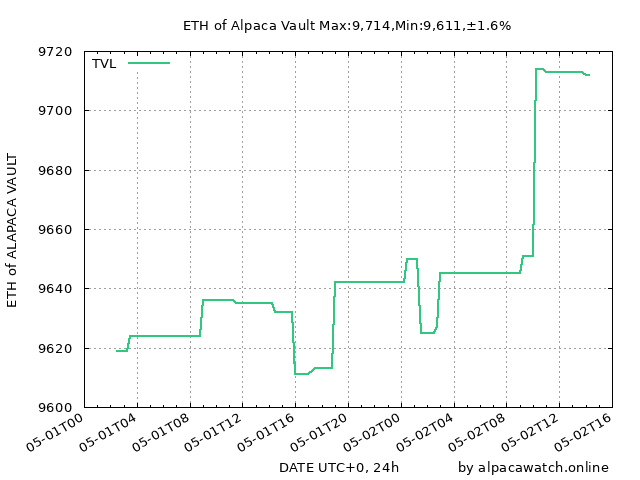 ETH of Alpaca Vault Max:9,714,Min:9,611,±1.6%
TVL
9720
9700
9680
9660
9640
9620
9600
ETH of ALAPACA VAULT
05-01T00
05-01T04
05-01T08
05-01T12
05-01T16
05-01T20
05-02T00
05-02T04
05-02T08
05-02T12
05-02T16
DATE UTC+0, 24h
by alpacawatch.online